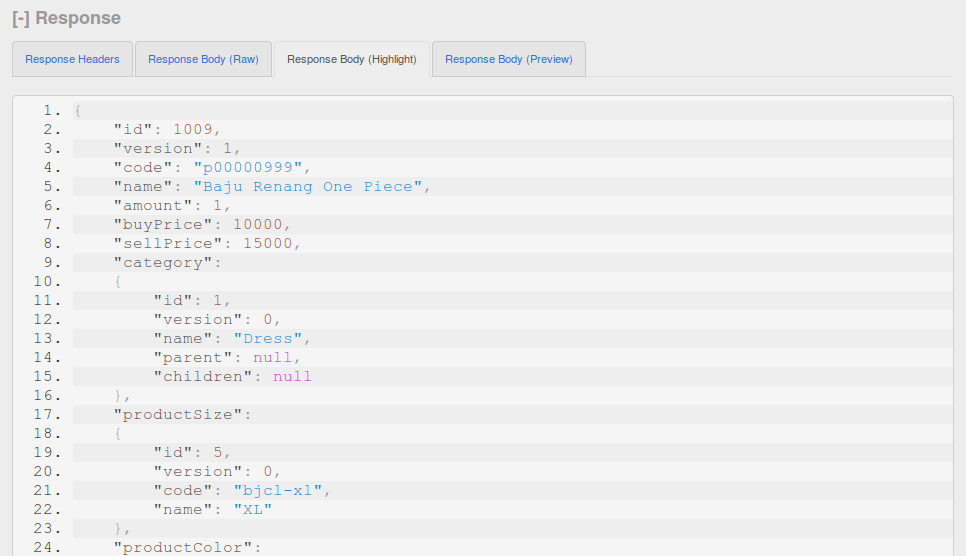 [-] Response
Response Headers Response Body (Raw) Response Body (Highlight) Response Body (Preview)
1. {
2. "id": 1009,
3. "version": 1,
4. "code": "p00000999",
5. "name": "Baju Renang One Piece",
6. "amount": 1,
7. "buyPrice": 10000,
8. "sellPrice": 15000,
9. "category":
10. {
11. "id": 1,
12. "version": 0,
13. "name": "Dress",
14. "parent": null,
15. "children": null
16. },
17. "productSize":
18. {
19. "id": 5,
20. "version": 0,
21. "code": "bjcl-xl",
22. "name": "XL"
23. },
24. "productColor":